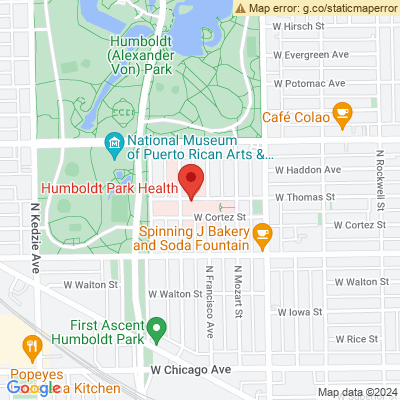 Map error: g.co/staticmaperror
W Hirsch St
Humboldt
(Alexander
Von) Park
W Evergreen Ave
W Potomac Ave
Café Colao
National Museum
of Puerto Rican Arts &...
W Haddon Ave
N Rockwell St
Humboldt Park Health
W Thomas St
N Kedzie Ave
W Cortez St
W Cortez St
Spinning J Bakery
and Soda Fountain
W Walton St
W Walton St
N Francisco Ave
N Mozart St
W Iowa St
First Ascent
Humboldt Park
W Rice St
W Chicago Ave
Popeyes
a Kitchen
Google
Map data ©2024